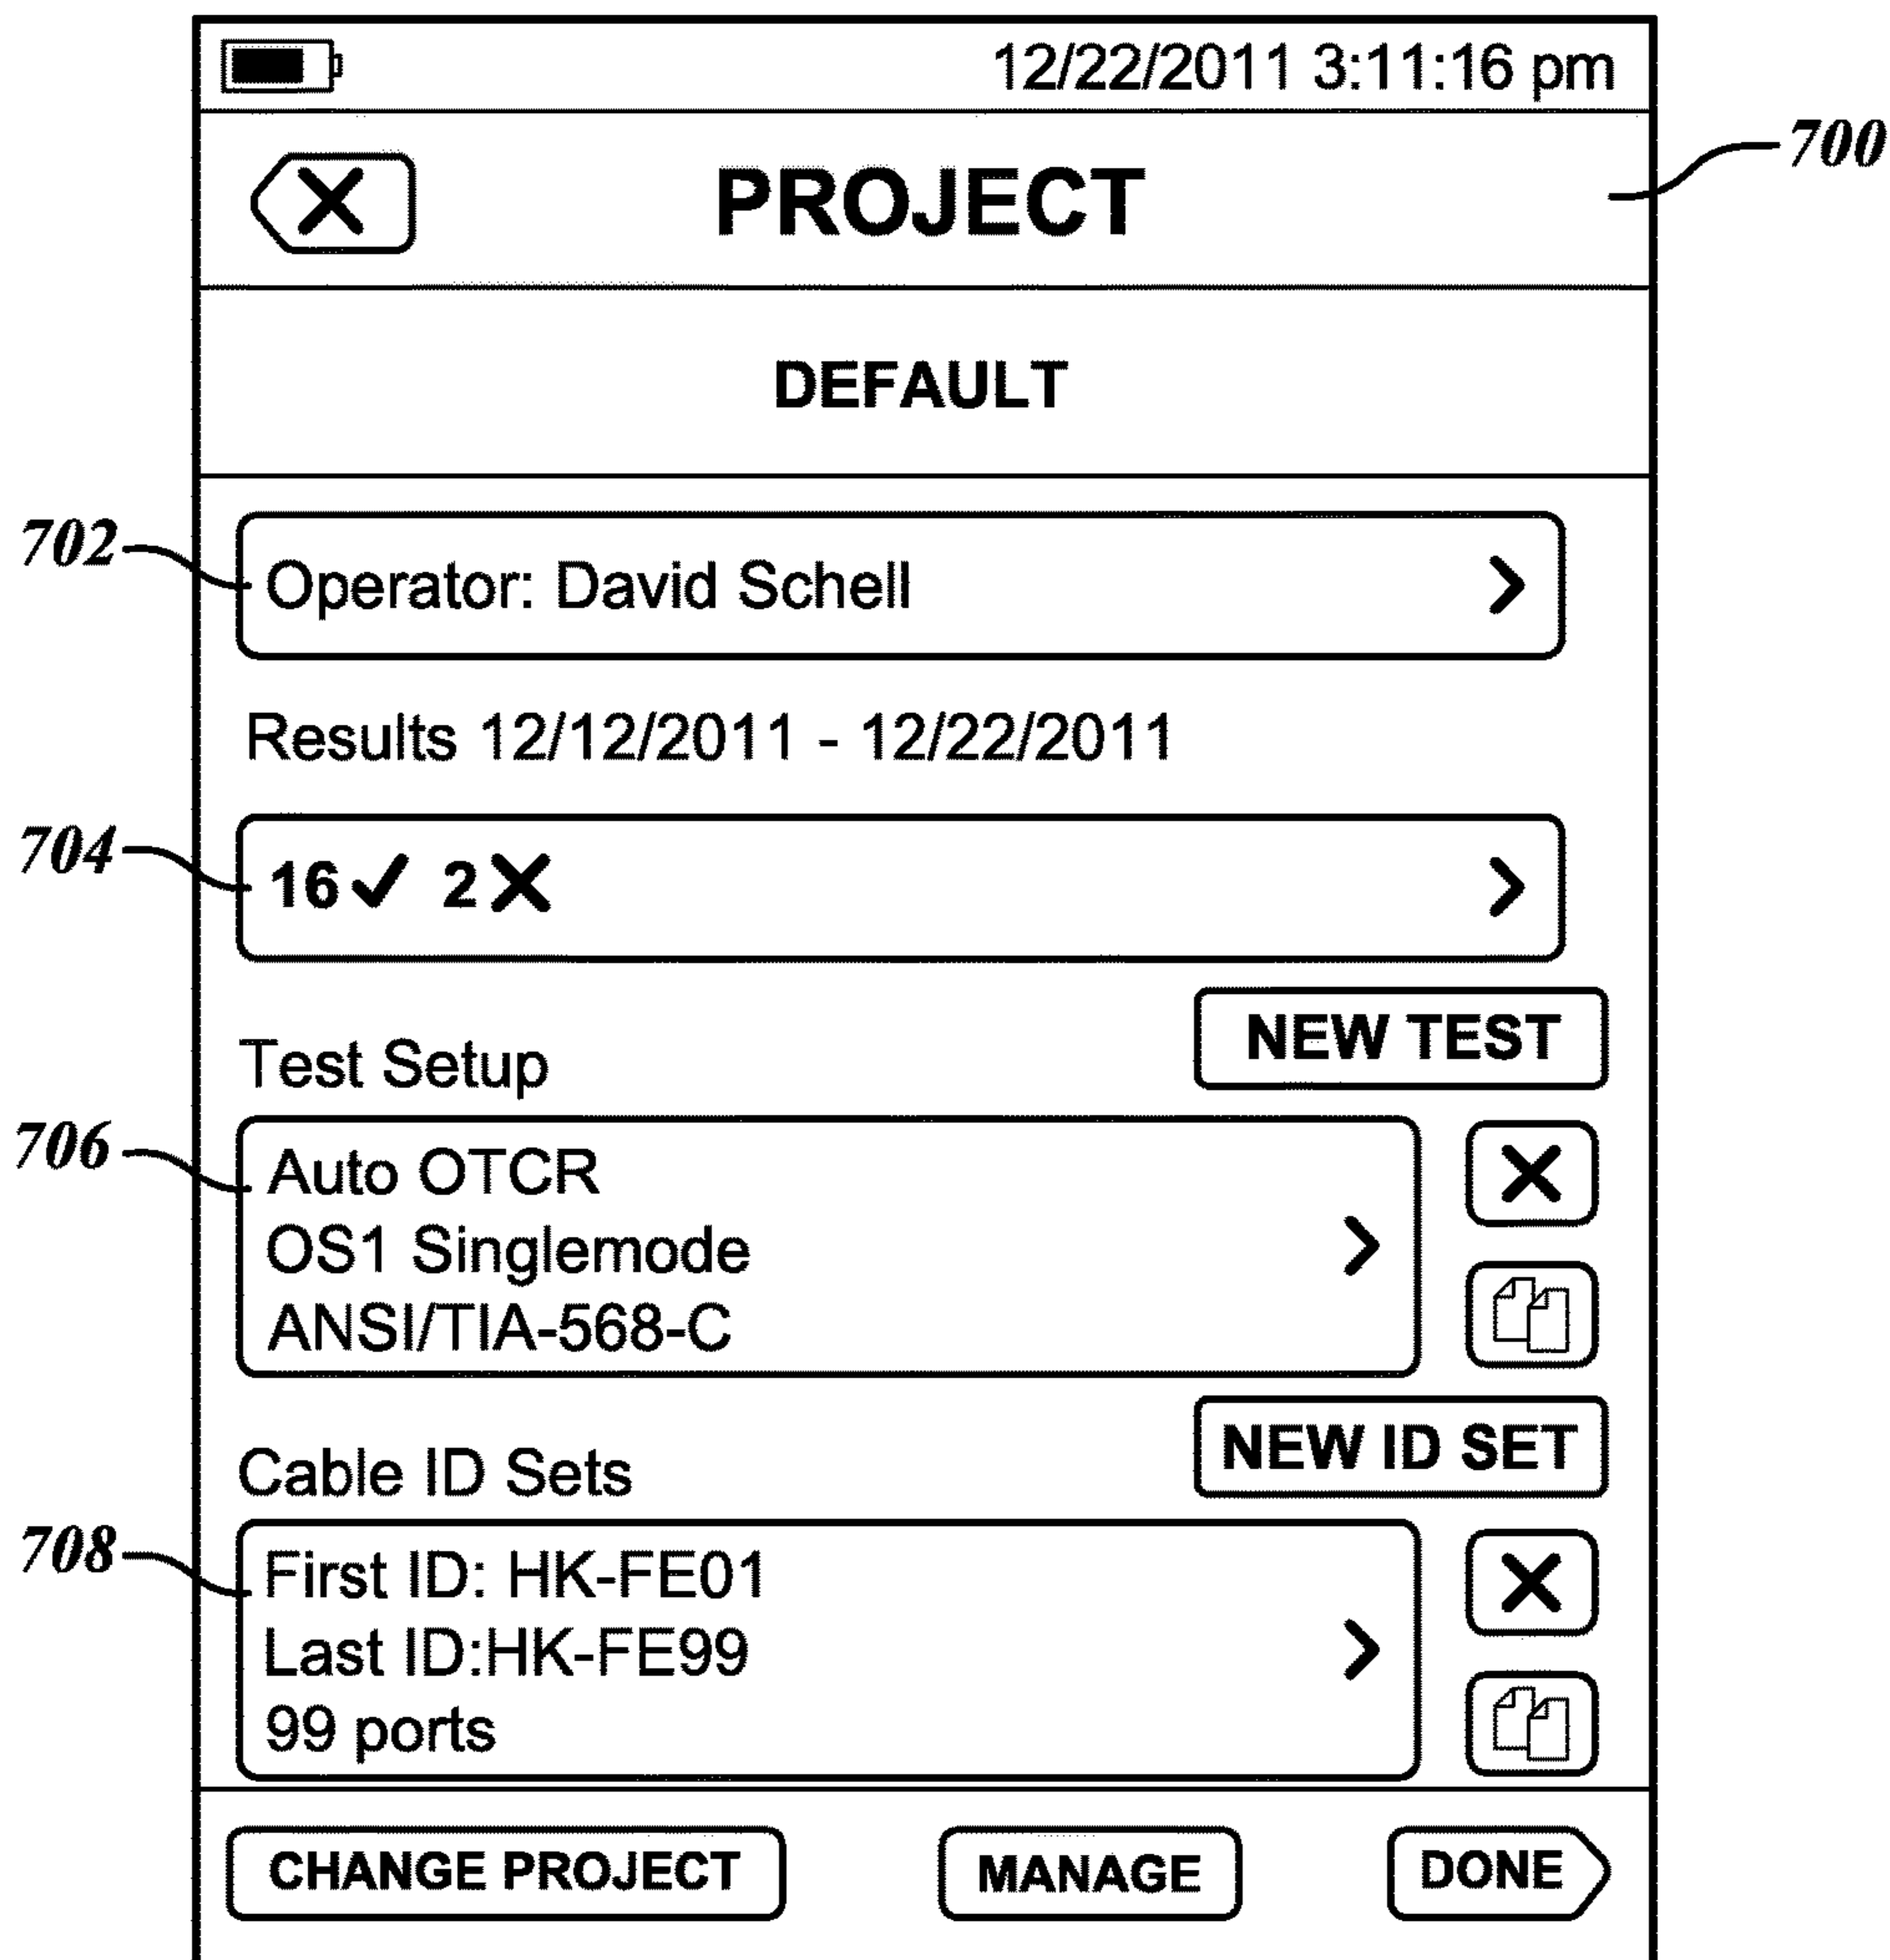 12/22/2011 3:11:16 pm
PROJECT
700
DEFAULT
702
Operator: David Schell
Results 12/12/2011 - 12/22/2011
704
16 ✓ 2 ✕
NEW TEST
Test Setup
706
Auto OTCR
OS1 Singlemode
ANSI/TIA-568-C
NEW ID SET
Cable ID Sets
708
First ID: HK-FE01
Last ID:HK-FE99
99 ports
CHANGE PROJECT
MANAGE
DONE